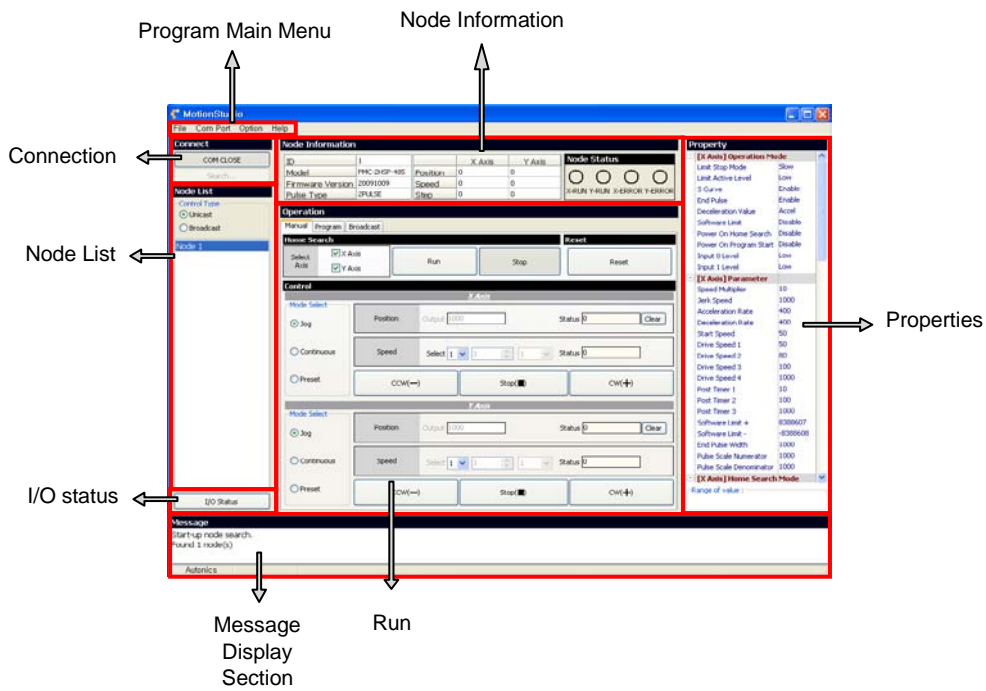 Node Information
Program Main Menu
Connection
Node List
I/O status
Message
Display
Section
Run
Properties
MotionStudio
File Com Port Option Help
Connect
COM CLOSE
Search...
Node List
Control Type
Unicast
Broadcast
Node 1
I/O Status
Node Information
ID 1 X Axis Y Axis
Model PMC-2HSP-485 Position 0 0
Firmware Version 20091009 Speed 0 0
Pulse Type 2PULSE Step 0 0
Node Status
X-RUN Y-RUN X-ERROR Y-ERROR
Operation
Manual Program Broadcast
Home Search Reset
Select Axis X Axis Y Axis Run Stop Reset
Control
X Axis
Mode Select
Jog Position Output 1000 Status 0 Clear
Continuous Speed Select 1 1 1 Status 0
Preset CCW(—) Stop(■) CW(+)
Y Axis
Mode Select
Jog Position Output 1000 Status 0 Clear
Continuous Speed Select 1 1 1 Status 0
Preset CCW(—) Stop(■) CW(+)
Property
[X Axis] Operation Mode
Limit Stop Mode Slow
Limit Active Level Low
S Curve Enable
End Pulse Enable
Deceleration Value Accel
Software Limit Disable
Power On Home Search Disable
Power On Program Start Disable
Input 0 Level Low
Input 1 Level Low
[X Axis] Parameter
Speed Multiplier 10
Jerk Speed 1000
Acceleration Rate 400
Deceleration Rate 400
Start Speed 50
Drive Speed 1 50
Drive Speed 2 80
Drive Speed 3 100
Drive Speed 4 1000
Post Timer 1 10
Post Timer 2 100
Post Timer 3 1000
Software Limit + 8388607
Software Limit - -8388608
End Pulse Width 1000
Pulse Scale Numerator 1000
Pulse Scale Denominator 1000
[X Axis] Home Search Mode
Range of value :
Message
Start-up node search.
Found 1 node(s)
Autonics